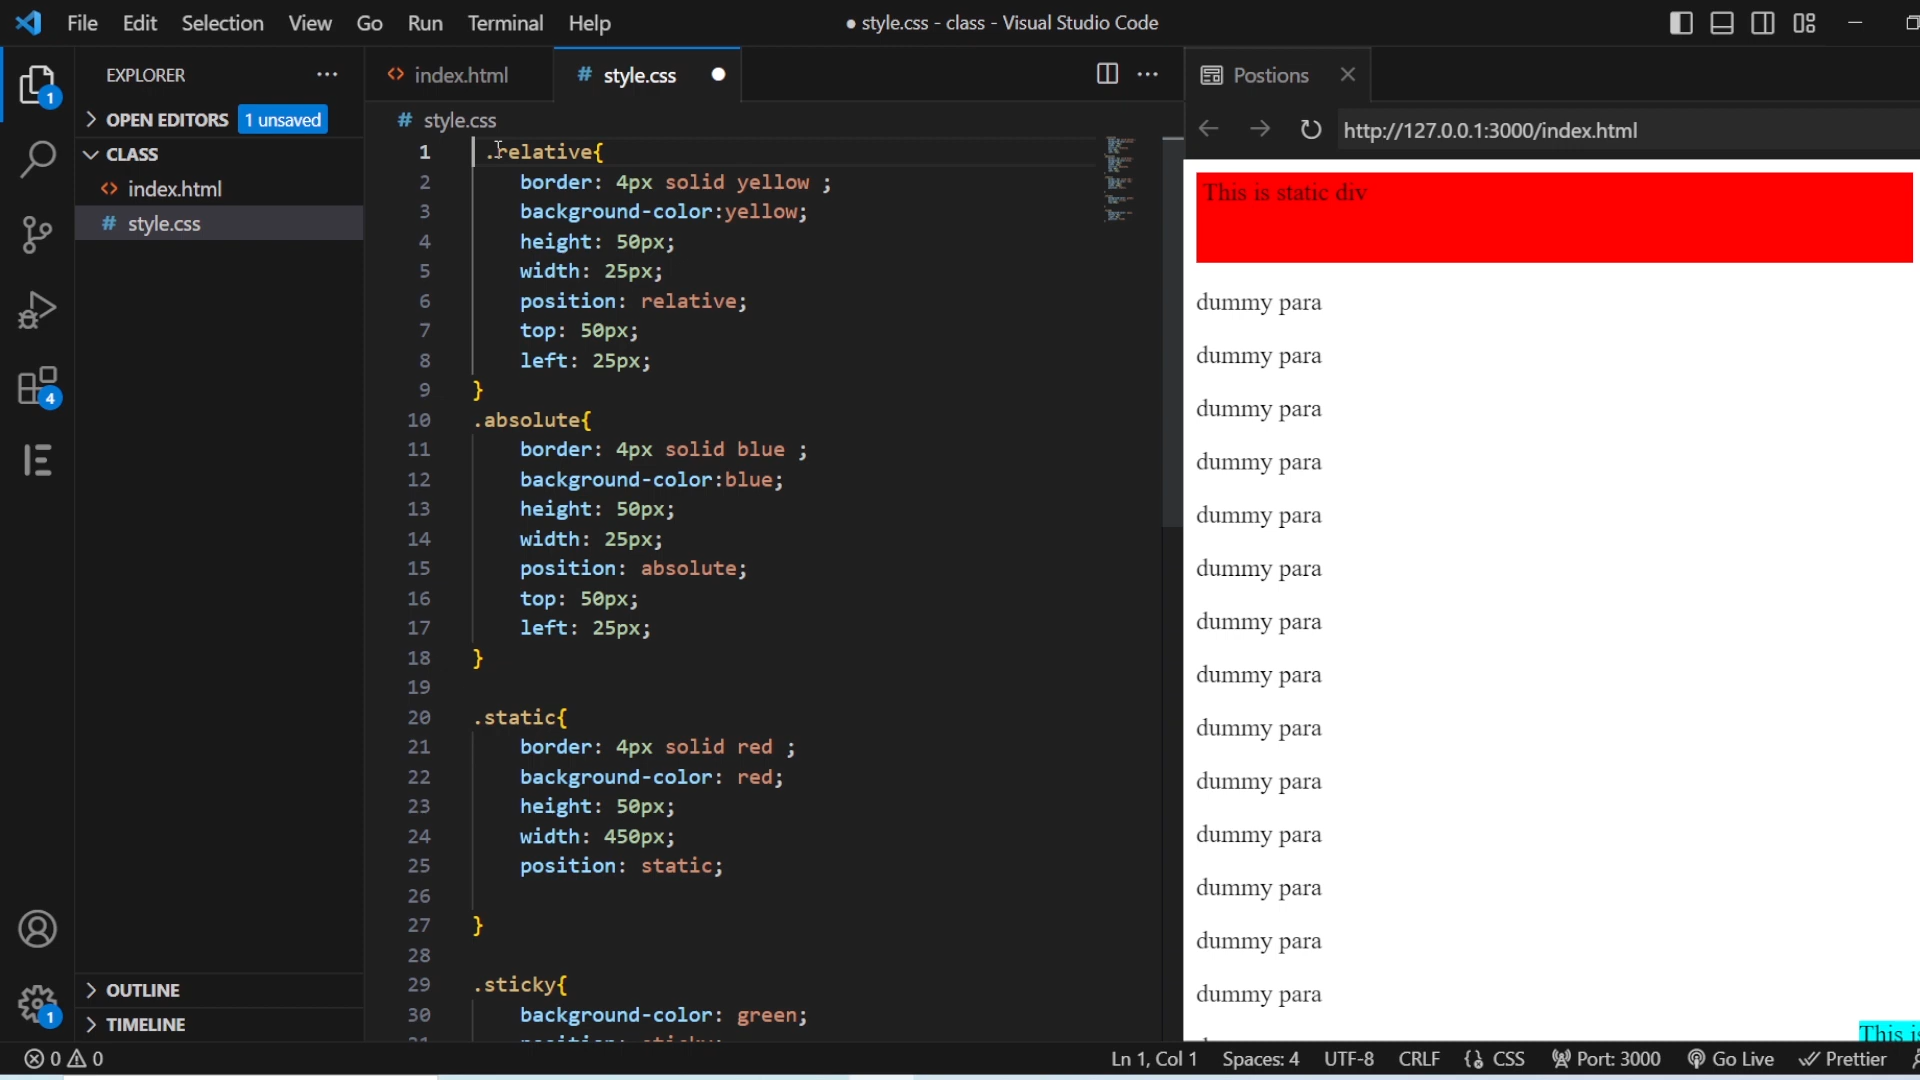 File Edit Selection View Go Run Terminal Help ● style.css - class - Visual Studio Code
EXPLORER ··· <> index.html # style.css ● ··· Postions
OPEN EDITORS 1 unsaved # style.css http://127.0.0.1:3000/index.html
CLASS
<> index.html
# style.css
1 .relative{
2 border: 4px solid yellow ;
3 background-color:yellow;
4 height: 50px;
5 width: 25px;
6 position: relative;
7 top: 50px;
8 left: 25px;
9 }
10 .absolute{
11 border: 4px solid blue ;
12 background-color:blue;
13 height: 50px;
14 width: 25px;
15 position: absolute;
16 top: 50px;
17 left: 25px;
18 }
19
20 .static{
21 border: 4px solid red ;
22 background-color: red;
23 height: 50px;
24 width: 450px;
25 position: static;
26
27 }
28
29 .sticky{
30 background-color: green;
This is static div
dummy para
dummy para
dummy para
dummy para
dummy para
dummy para
dummy para
dummy para
dummy para
dummy para
dummy para
dummy para
dummy para
dummy para
This is
1
4
1
OUTLINE
TIMELINE
0 0 Ln 1, Col 1 Spaces: 4 UTF-8 CRLF {} CSS Port: 3000 Go Live Prettier